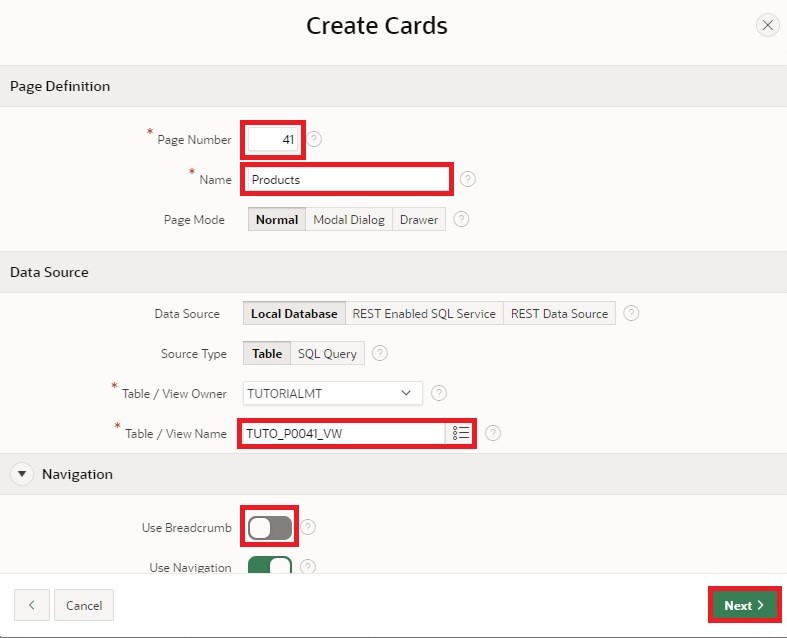 Create Cards
Page Definition
* Page Number 41 ?
* Name Products ?
Page Mode Normal Modal Dialog Drawer ?
Data Source
Data Source Local Database REST Enabled SQL Service REST Data Source ?
Source Type Table SQL Query ?
* Table / View Owner TUTORIALMT ?
* Table / View Name TUTO_P0041_VW ?
Navigation
Use Breadcrumb ?
Use Navigation ?
Cancel Next